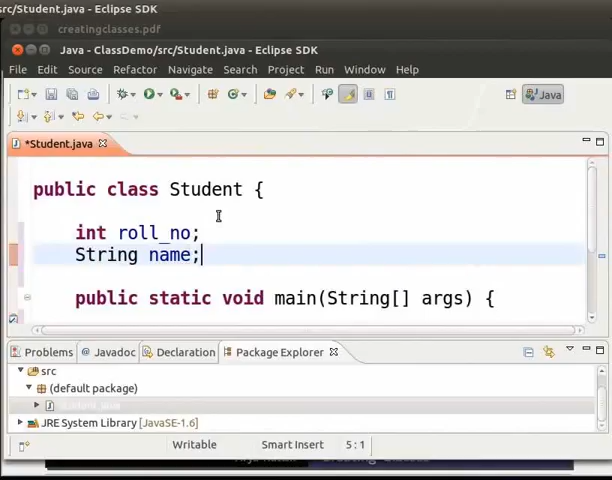 src/Student.java - Eclipse SDK
creatingclasses.pdf
Java - ClassDemo/src/Student.java - Eclipse SDK
File Edit Source Refactor Navigate Search Project Run Window Help
Java
*Student.java
public class Student {
int roll_no;
String name;
public static void main(String[] args) {
Problems Javadoc Declaration Package Explorer
src
(default package)
Student.java
JRE System Library [JavaSE-1.6]
Writable Smart Insert 5 : 1